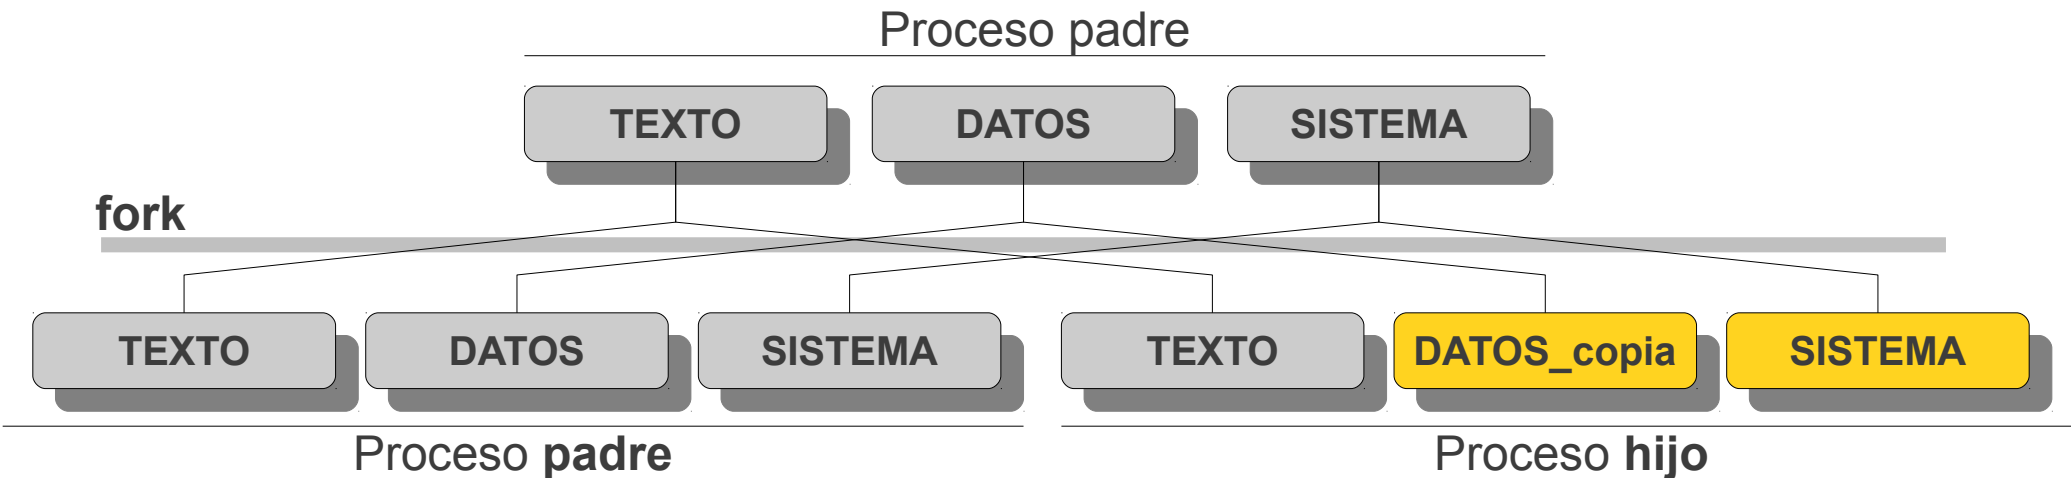 Proceso padre
TEXTO DATOS SISTEMA
fork
TEXTO DATOS SISTEMA TEXTO DATOS_copia SISTEMA
Proceso padre Proceso hijo